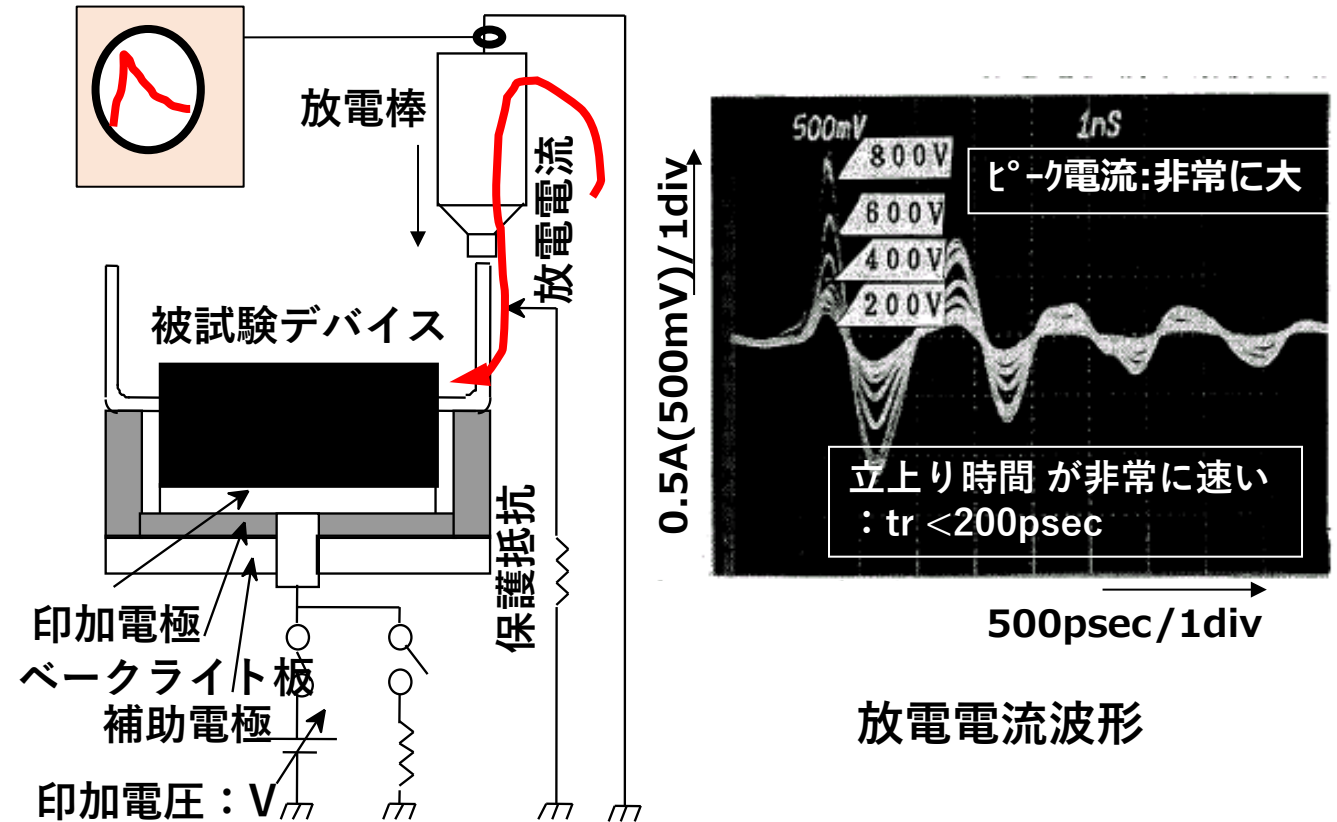 放電棒
放電電流
被試験デバイス
保護抵抗
印加電極
ベークライト板
補助電極
印加電圧：V
500mV
1nS
800V
600V
400V
200V
ﾋﾟｰｸ電流:非常に大
0.5A(500mV)/1div
立上り時間 が非常に速い
：tr <200psec
500psec/1div
放電電流波形